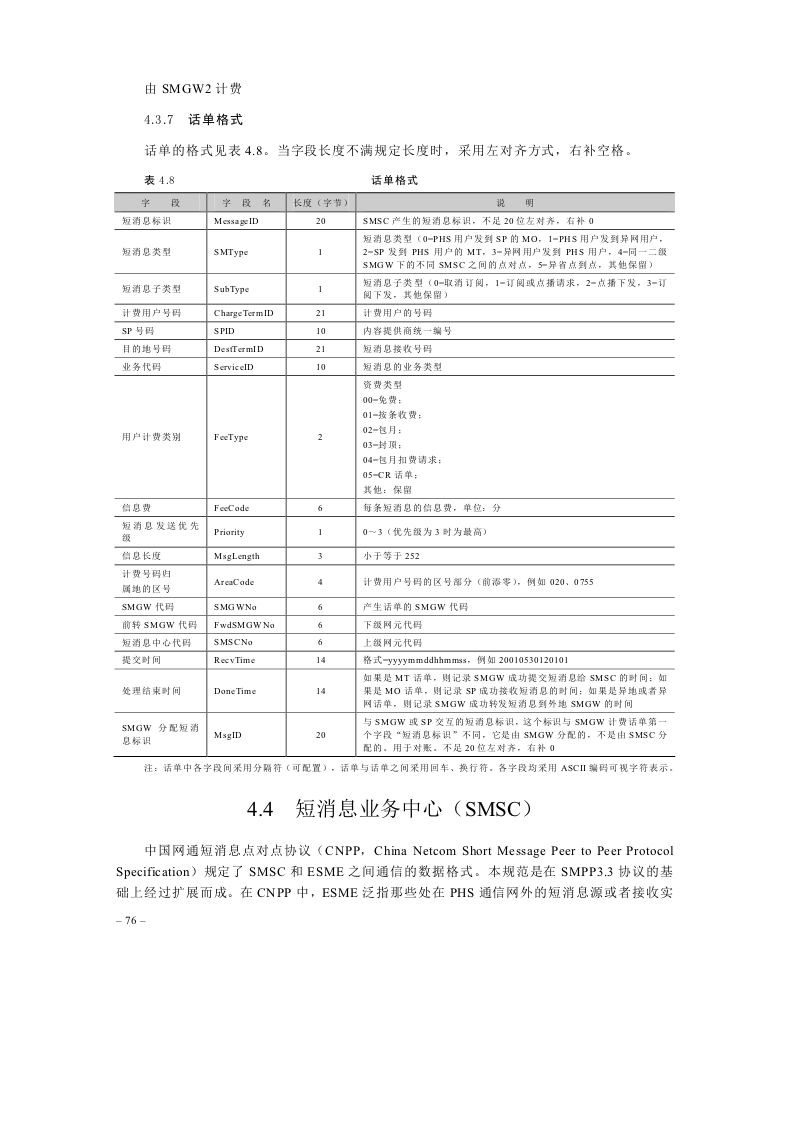 由 SMGW2 计费
4.3.7 话单格式
话单的格式见表 4.8。当字段长度不满规定长度时，采用左对齐方式，右补空格。
表 4.8 话单格式
字 段 字 段 名 长度（字节） 说 明
短消息标识 MessageID 20 SMSC 产生的短消息标识，不足 20 位左对齐，右补 0
短消息类型 SMType 1 短消息类型（0=PHS 用户发到 SP 的 MO，1=PHS 用户发到异网用户，
2=SP 发到 PHS 用户的 MT，3=异网用户发到 PHS 用户，4=同一二级
SMGW 下的不同 SMSC 之间的点对点，5=异省点到点，其他保留）
短消息子类型 SubType 1 短消息子类型（0=取消订阅，1=订阅或点播请求，2=点播下发，3=订
阅下发，其他保留）
计费用户号码 ChargeTermID 21 计费用户的号码
SP 号码 SPID 10 内容提供商统一编号
目的地号码 DestTermID 21 短消息接收号码
业务代码 ServiceID 10 短消息的业务类型
用户计费类别 FeeType 2 资费类型
00=免费；
01=按条收费；
02=包月；
03=封顶；
04=包月扣费请求；
05=CR 话单；
其他：保留
信息费 FeeCode 6 每条短消息的信息费，单位：分
短消息发送优先
级 Priority 1 0～3（优先级为 3 时为最高）
信息长度 MsgLength 3 小于等于 252
计费号码归
属地的区号 AreaCode 4 计费用户号码的区号部分（前添零），例如 020、0755
SMGW 代码 SMGWNo 6 产生话单的 SMGW 代码
前转 SMGW 代码 FwdSMGWNo 6 下级网元代码
短消息中心代码 SMSCNo 6 上级网元代码
提交时间 RecvTime 14 格式=yyyymmddhhmmss，例如 20010530120101
处理结束时间 DoneTime 14 如果是 MT 话单，则记录 SMGW 成功提交短消息给 SMSC 的时间；如
果是 MO 话单，则记录 SP 成功接收短消息的时间；如果是异地或者异
网话单，则记录 SMGW 成功转发短消息到外地 SMGW 的时间
SMGW 分配短消
息标识 MsgID 20 与 SMGW 或 SP 交互的短消息标识，这个标识与 SMGW 计费话单第一
个字段“短消息标识”不同，它是由 SMGW 分配的，不是由 SMSC 分
配的。用于对账。不足 20 位左对齐，右补 0
注：话单中各字段间采用分隔符（可配置），话单与话单之间采用回车、换行符。各字段均采用 ASCII 编码可视字符表示。
4.4 短消息业务中心（SMSC）
中国网通短消息点对点协议（CNPP，China Netcom Short Message Peer to Peer Protocol
Specification）规定了 SMSC 和 ESME 之间通信的数据格式。本规范是在 SMPP3.3 协议的基
础上经过扩展而成。在 CNPP 中，ESME 泛指那些处在 PHS 通信网外的短消息源或者接收实
– 76 –